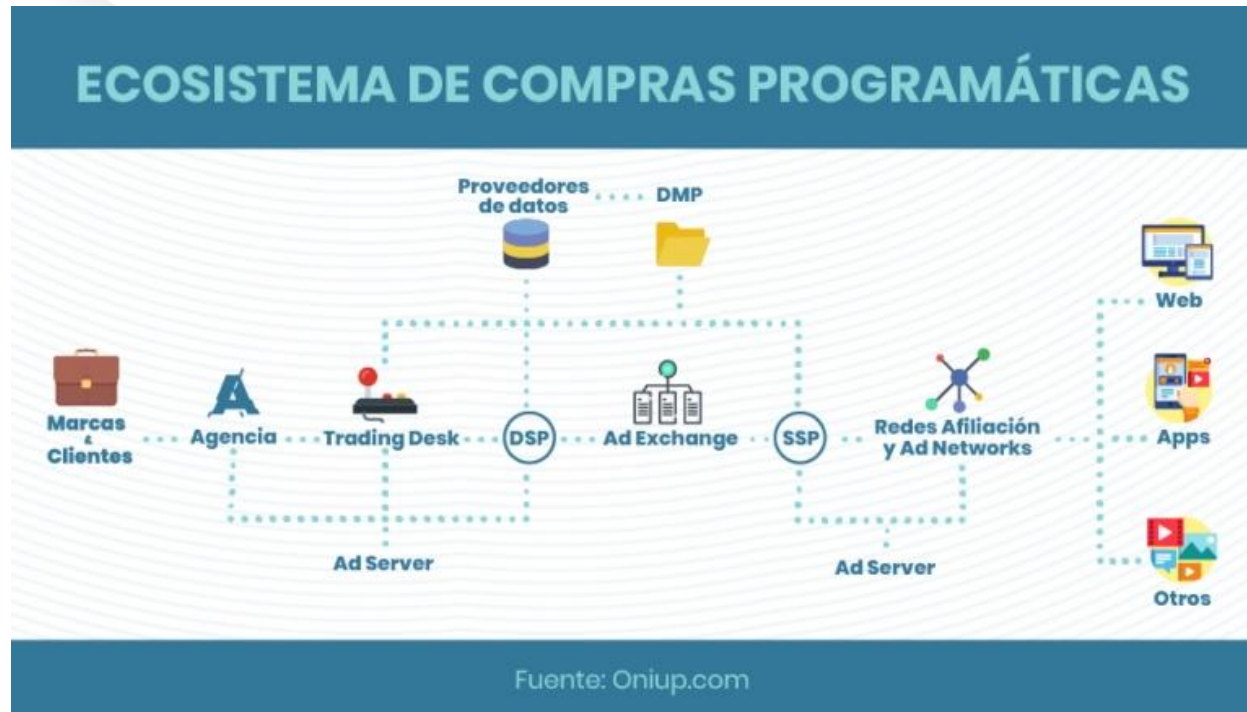 ECOSISTEMA DE COMPRAS PROGRAMÁTICAS
Proveedores
de datos
DMP
Web
Marcas
&
Clientes
Agencia
Trading Desk
DSP
Ad Exchange
SSP
Redes Afiliación
y Ad Networks
Apps
Ad Server
Ad Server
Otros
Fuente: Oniup.com